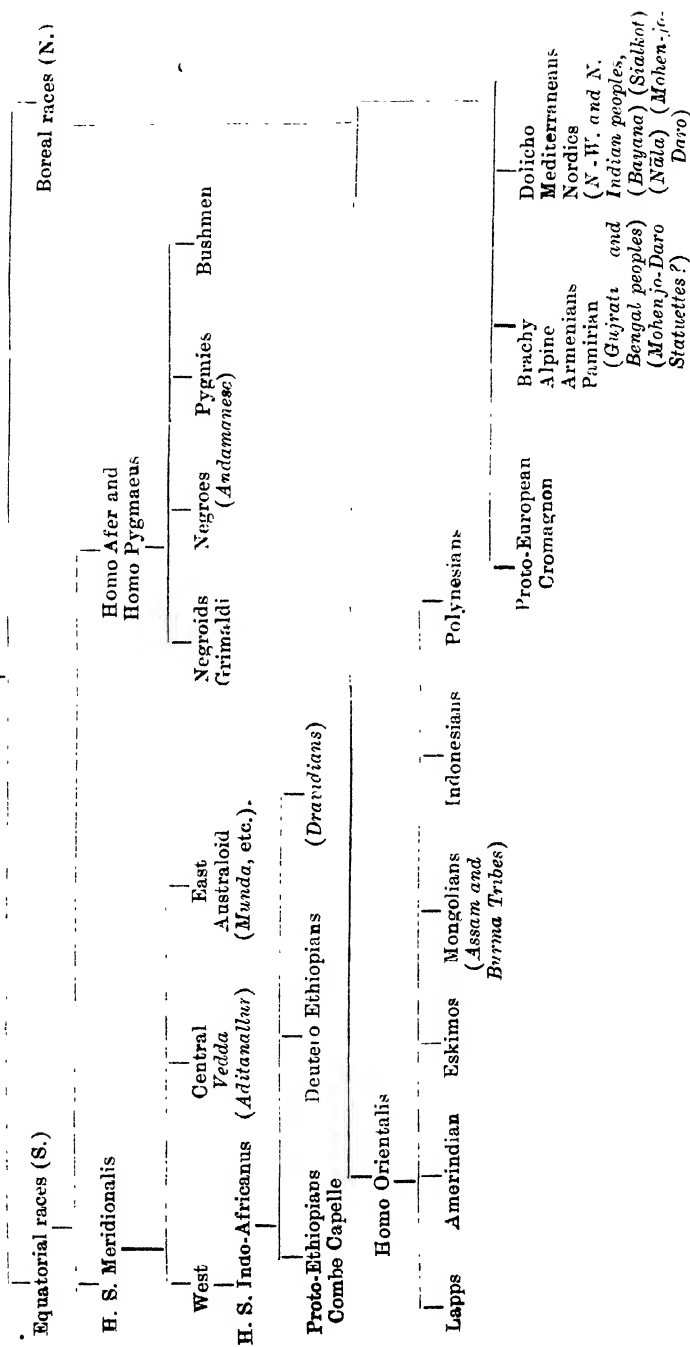 Equatorial races (S.)
Boreal races (N.)
H. S. Meridionalis
Homo Afer and
Homo Pygmaeus
West
Central
Vedda
(Aditanallur)
East
Australoid
(Munda, etc.).
Negroids
Grimaldi
Negroes
Pygmies
(Andamanese)
Bushmen
H. S. Indo-Africanus
Proto-Ethiopians
Combe Capelle
Deutero Ethiopians
(Dravidians)
Homo Orientalis
Lapps
Amerindian
Eskimos
Mongolians
(Assam and
Burma Tribes)
Indonesians
Polynesians
Proto-European
Cromagnon
Brachy
Alpine
Armenians
Pamirian
(Gujrati and
Bengal peoples)
(Mohenjo-Daro
Statuettes?)
Dolicho
Mediterraneans
Nordics
(N.-W. and N.
Indian peoples,
(Bayana) (Sialkot)
(Nāla) (Mohen-jo-
Daro)